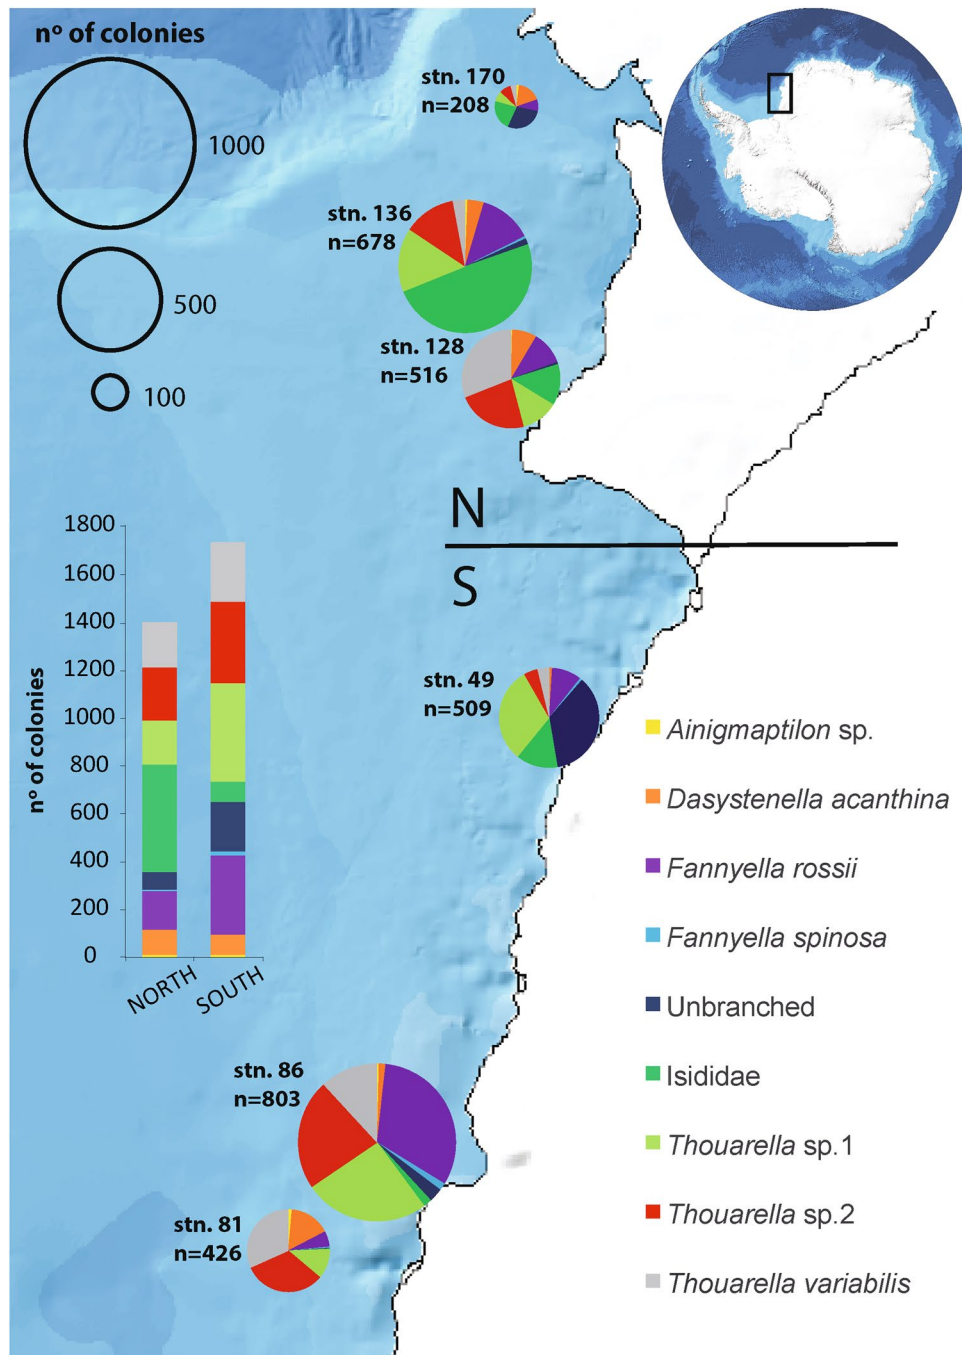 nº of colonies
1000
500
100
stn. 170
n=208
stn. 136
n=678
stn. 128
n=516
N
S
1800
1600
1400
1200
1000
800
600
400
200
0
nº of colonies
NORTH
SOUTH
stn. 49
n=509
stn. 86
n=803
stn. 81
n=426
Ainigmaptilon sp.
Dasystenella acanthina
Fannyella rossii
Fannyella spinosa
Unbranched
Isididae
Thouarella sp.1
Thouarella sp.2
Thouarella variabilis